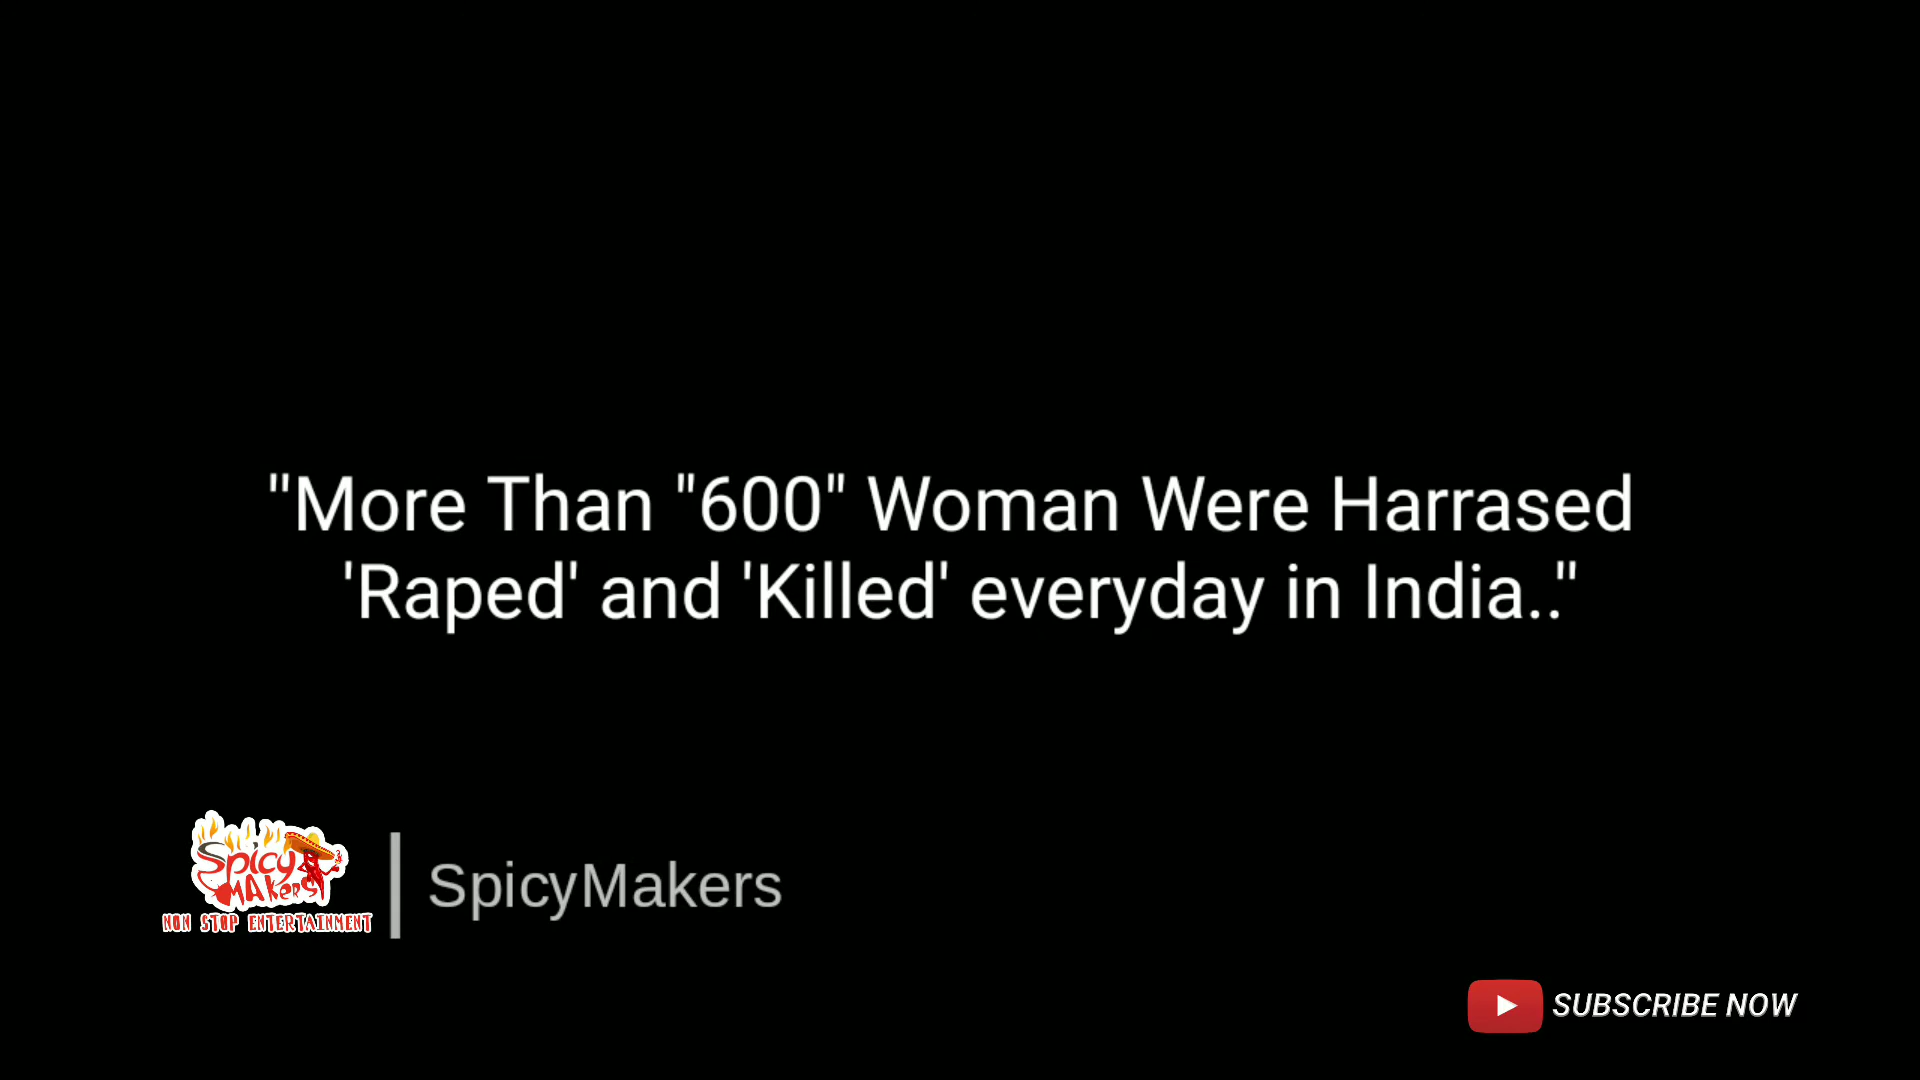 "More Than "600" Woman Were Harrased
'Raped' and 'Killed' everyday in India.."
Spicy
MAkers
NON STOP ENTERTAINMENT
SpicyMakers
SUBSCRIBE NOW